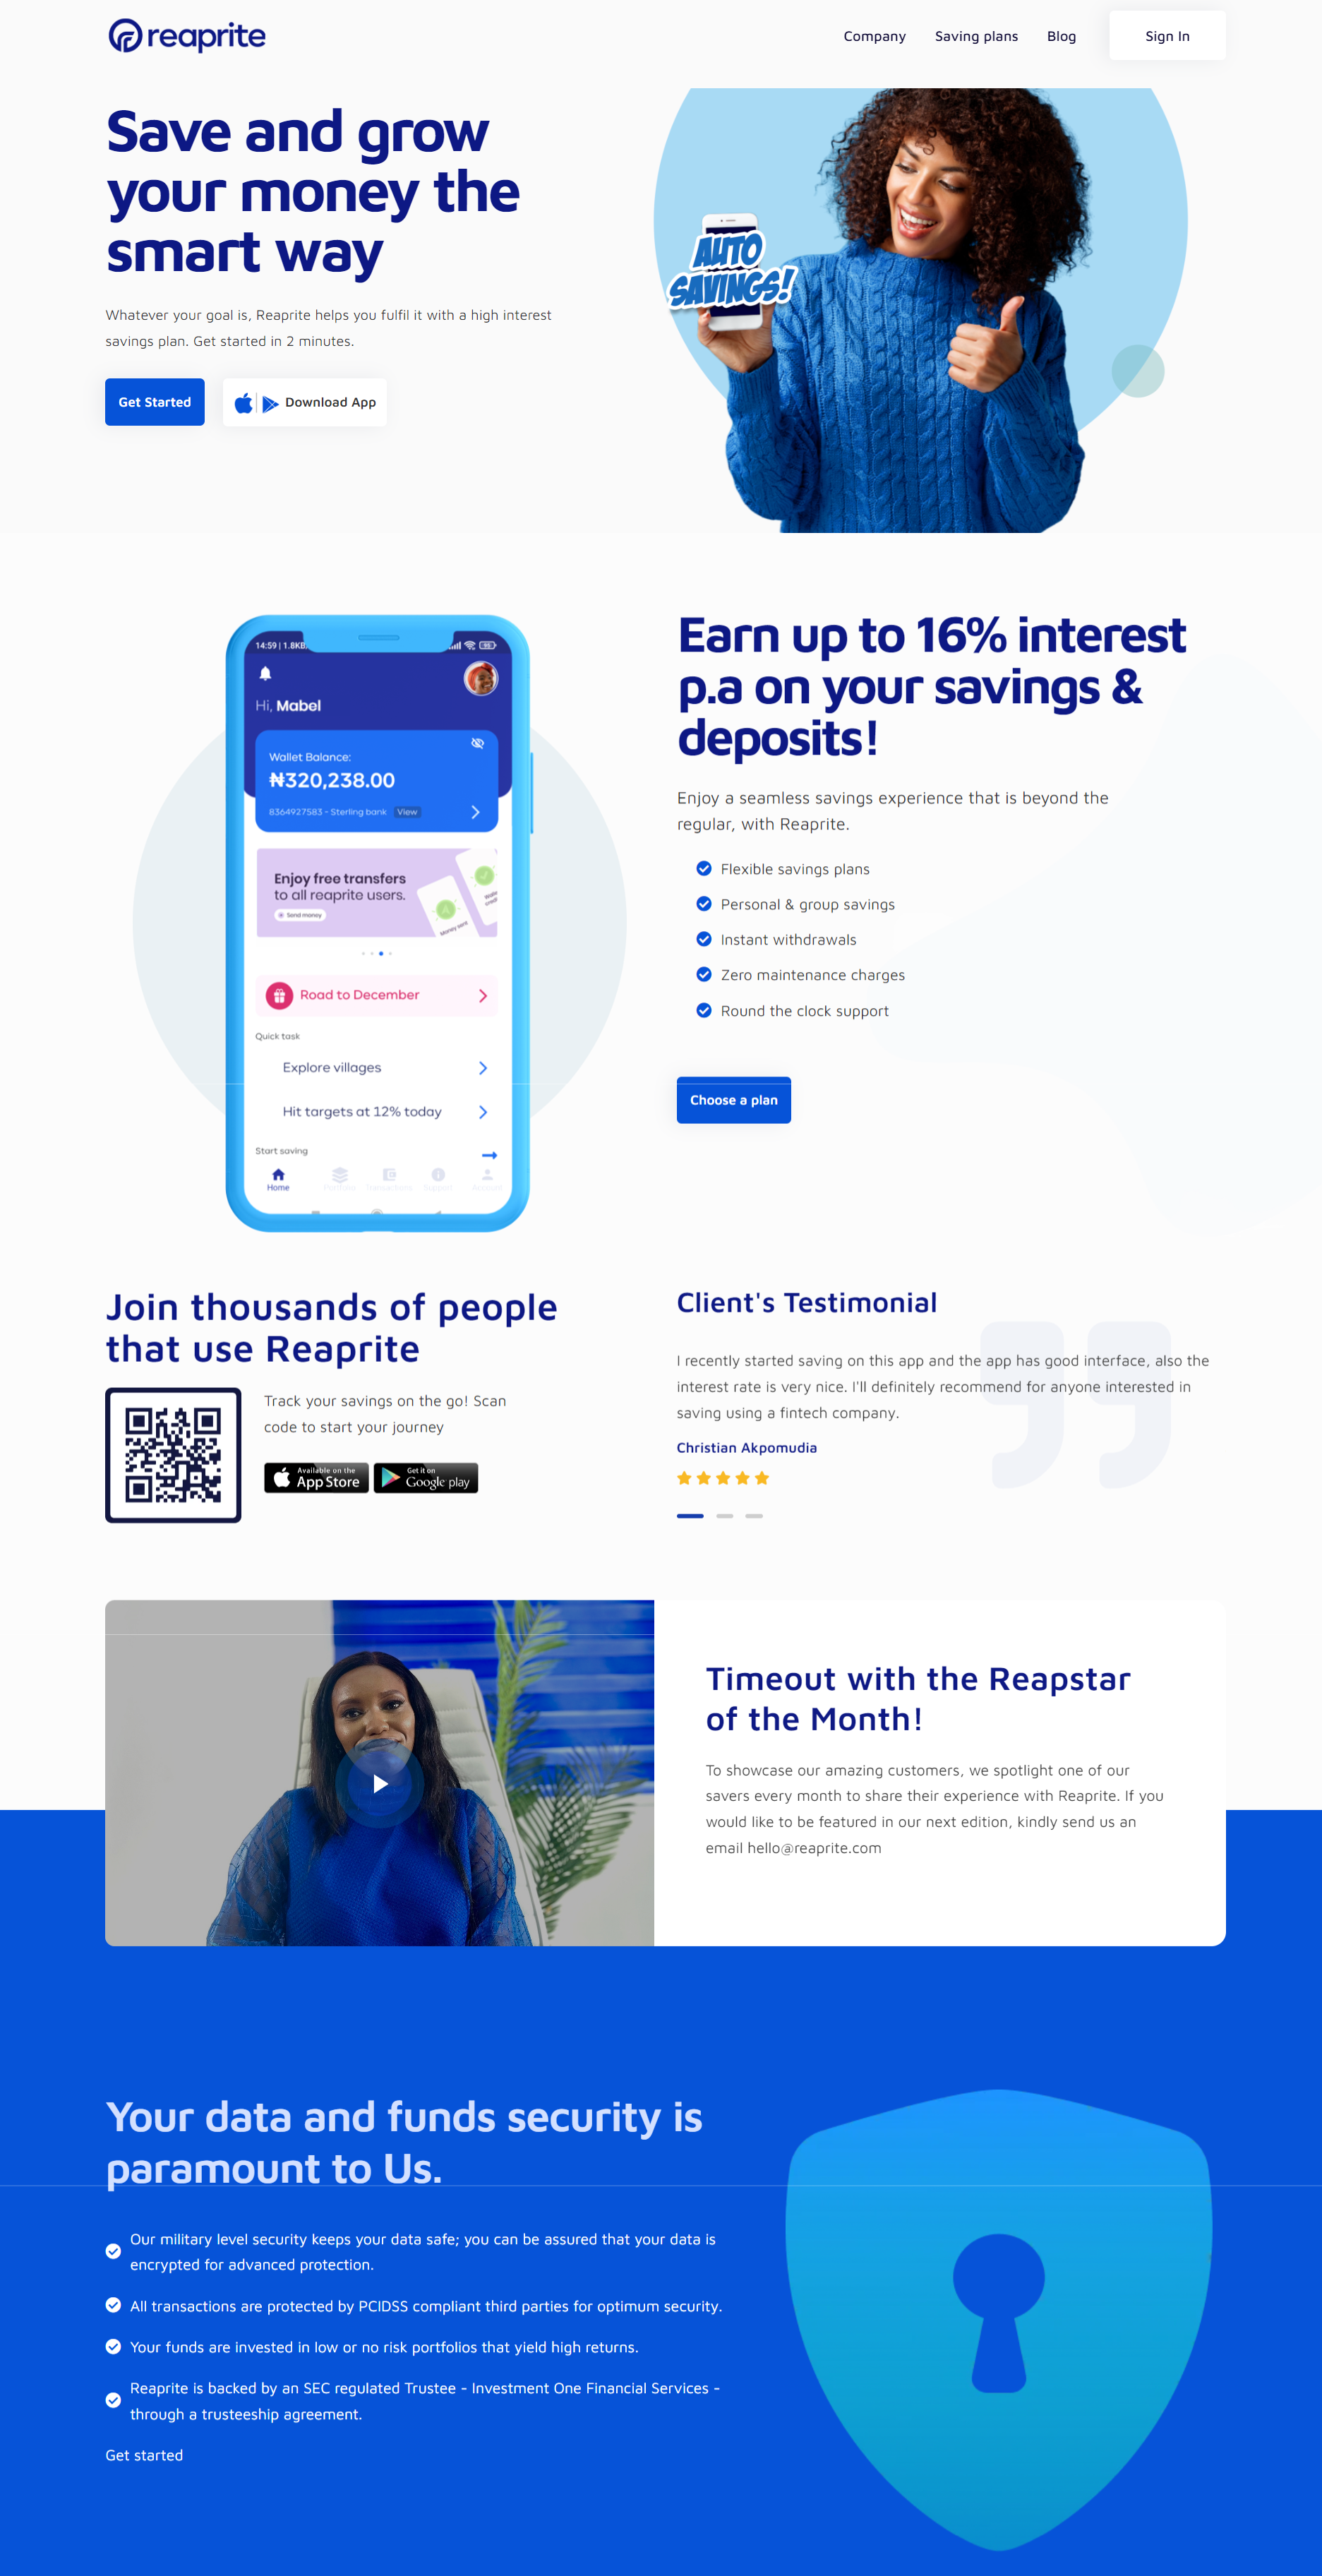 reaprite
Company
Saving plans
Blog
Sign In
Save and grow
your money the
smart way
Whatever your goal is, Reaprite helps you fulfil it with a high interest
savings plan. Get started in 2 minutes.
Get Started
Download App
AUTO
SAVINGS!
14:59 | 1.8KB
Hi, Mabel
Wallet Balance:
₦320,238.00
8364927583 - Sterling bank
View
Enjoy free transfers
to all reaprite users.
Send money
Money sent
Road to December
Quick task
Explore villages
Hit targets at 12% today
Start saving
Home
Transactions
Support
Account
Earn up to 16% interest
p.a on your savings &
deposits!
Enjoy a seamless savings experience that is beyond the
regular, with Reaprite.
Flexible savings plans
Personal & group savings
Instant withdrawals
Zero maintenance charges
Round the clock support
Choose a plan
Join thousands of people
that use Reaprite
Track your savings on the go! Scan
code to start your journey
Available on the
App Store
Get it on
Google play
Client's Testimonial
I recently started saving on this app and the app has good interface, also the
interest rate is very nice. I'll definitely recommend for anyone interested in
saving using a fintech company.
Christian Akpomudia
Timeout with the Reapstar
of the Month!
To showcase our amazing customers, we spotlight one of our
savers every month to share their experience with Reaprite. If you
would like to be featured in our next edition, kindly send us an
email hello@reaprite.com
Your data and funds security is
paramount to Us.
Our military level security keeps your data safe; you can be assured that your data is
encrypted for advanced protection.
All transactions are protected by PCIDSS compliant third parties for optimum security.
Your funds are invested in low or no risk portfolios that yield high returns.
Reaprite is backed by an SEC regulated Trustee - Investment One Financial Services -
through a trusteeship agreement.
Get started